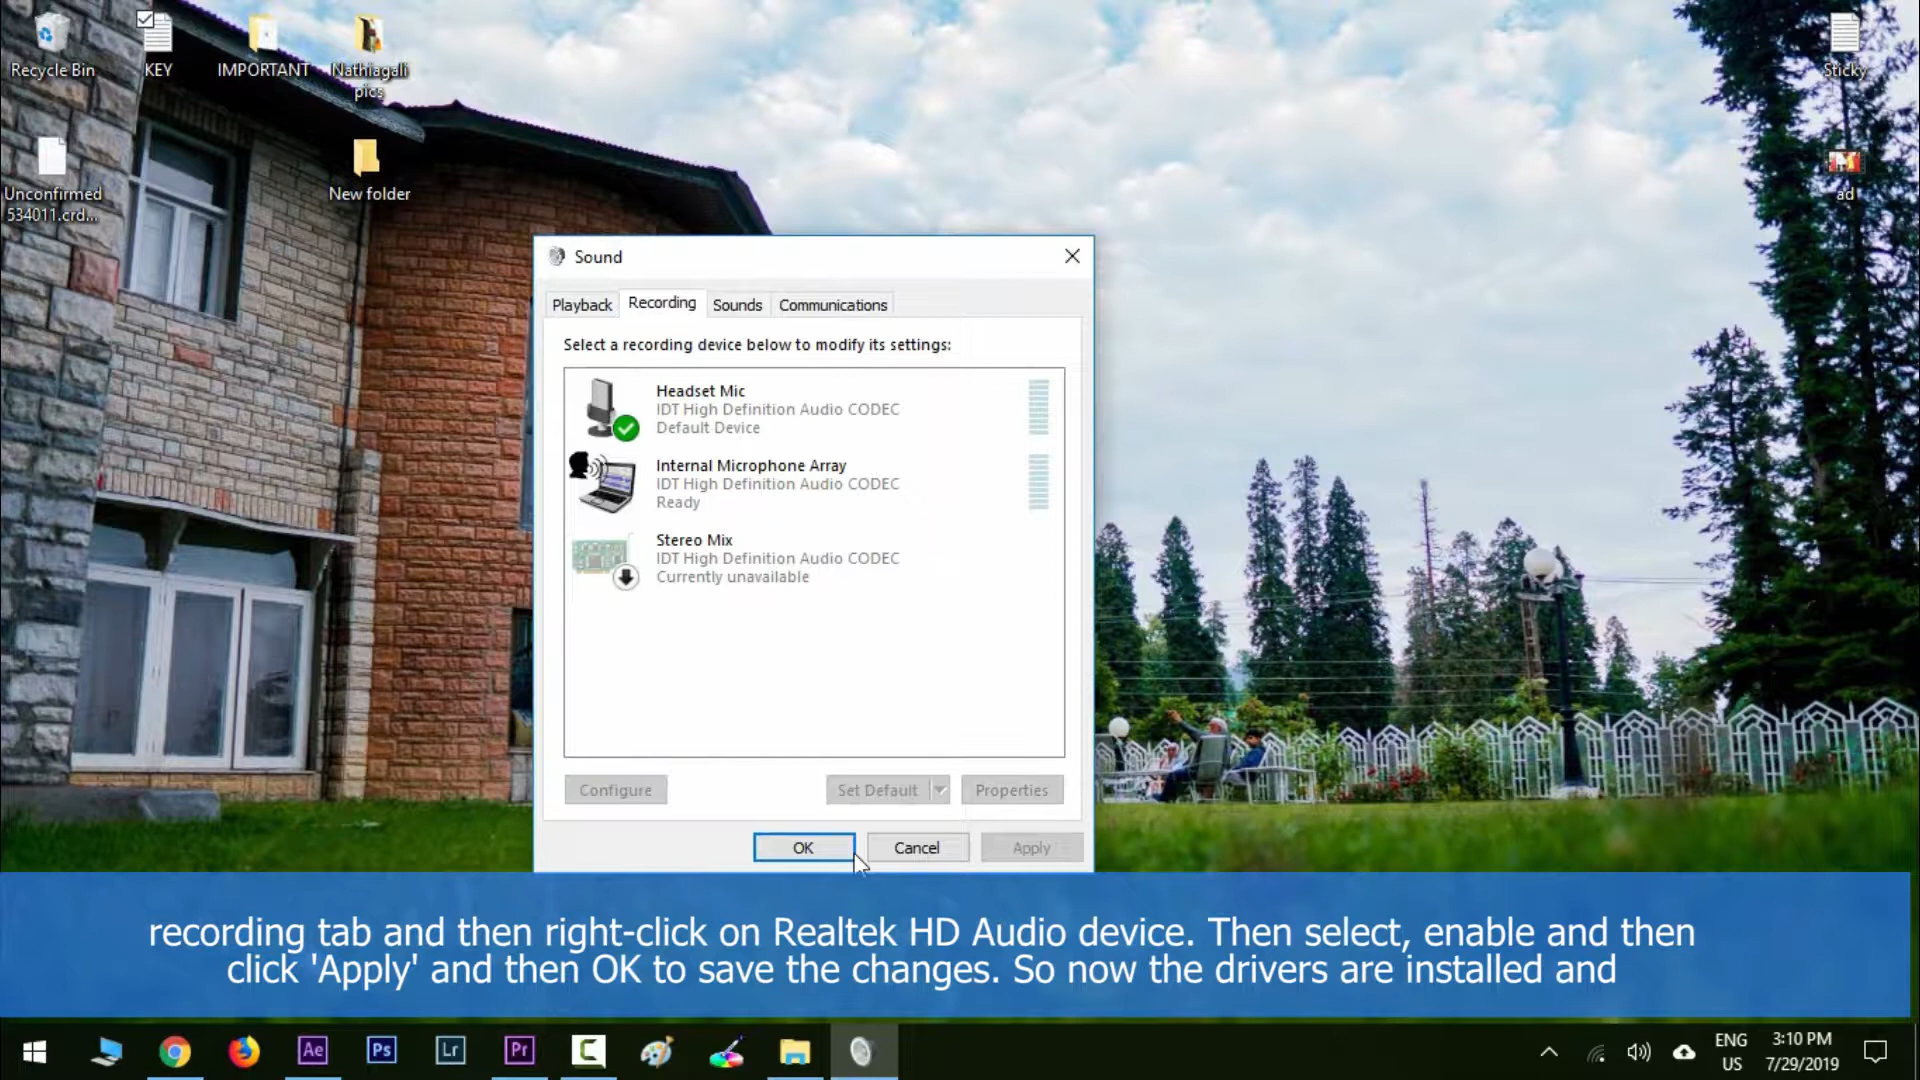 Recycle Bin
KEY
IMPORTANT
Nathiagali
pics
Sticky
Unconfirmed
534011.crd...
New folder
ad
Sound
Playback
Recording
Sounds
Communications
Select a recording device below to modify its settings:
Headset Mic
IDT High Definition Audio CODEC
Default Device
Internal Microphone Array
IDT High Definition Audio CODEC
Ready
Stereo Mix
IDT High Definition Audio CODEC
Currently unavailable
Configure
Set Default
Properties
OK
Cancel
Apply
recording tab and then right-click on Realtek HD Audio device. Then select, enable and then
click 'Apply' and then OK to save the changes. So now the drivers are installed and
Ae
Ps
Lr
Pr
ENG
US
3:10 PM
7/29/2019